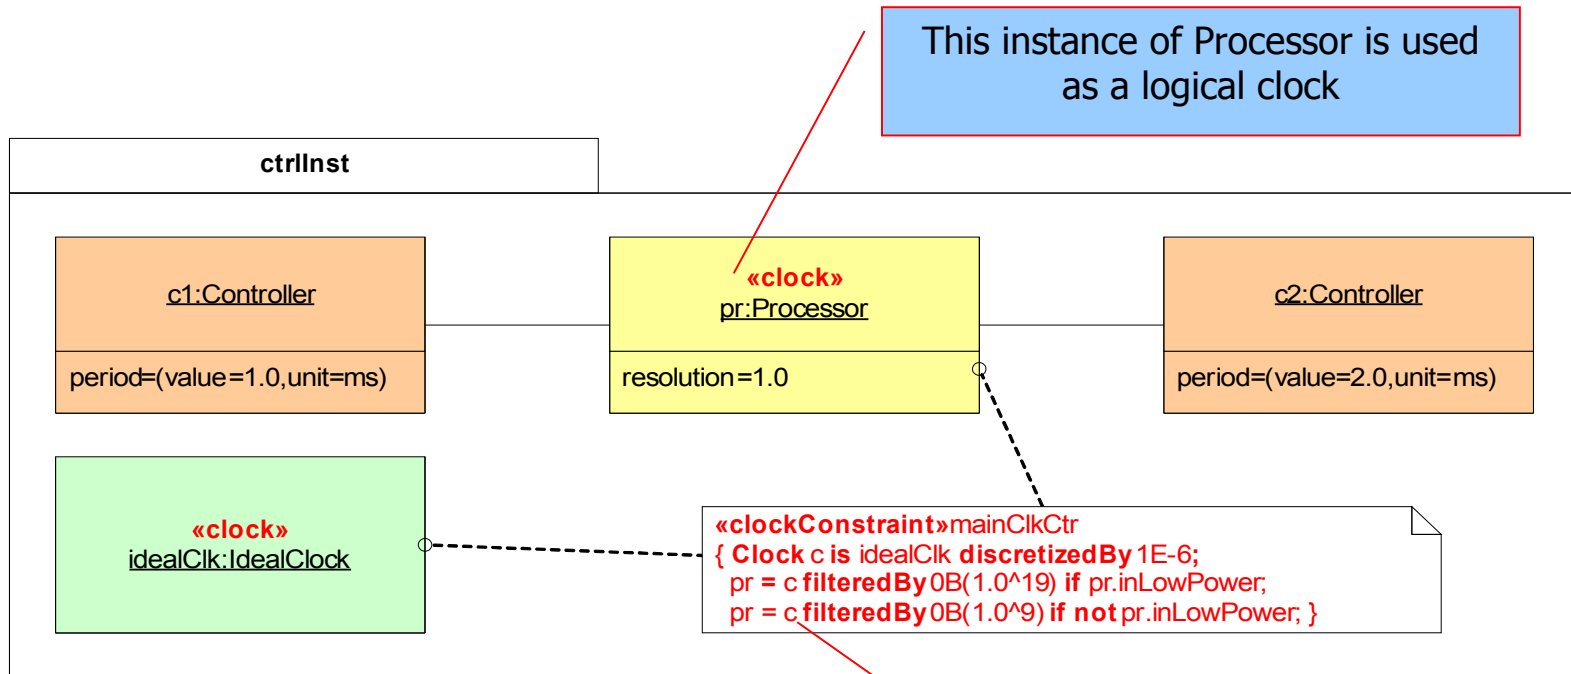 This instance of Processor is used
as a logical clock
ctrlInst
c1:Controller
period=(value=1.0,unit=ms)
«clock»
pr:Processor
resolution=1.0
c2:Controller
period=(value=2.0,unit=ms)
«clock»
idealClk:IdealClock
«clockConstraint»mainClkCtr
{ Clock c is idealClk discretizedBy 1E-6;
pr = c filteredBy 0B(1.0^19) if pr.inLowPower;
pr = c filteredBy 0B(1.0^9) if not pr.inLowPower; }